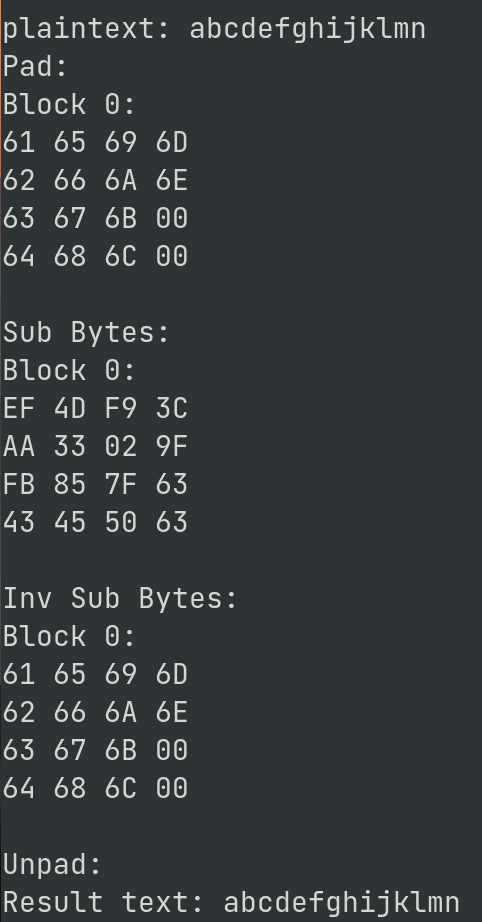 plaintext: abcdefghijklmn
Pad:
Block 0:
61 65 69 6D
62 66 6A 6E
63 67 6B 00
64 68 6C 00
Sub Bytes:
Block 0:
EF 4D F9 3C
AA 33 02 9F
FB 85 7F 63
43 45 50 63
Inv Sub Bytes:
Block 0:
61 65 69 6D
62 66 6A 6E
63 67 6B 00
64 68 6C 00
Unpad:
Result text: abcdefghijklmn